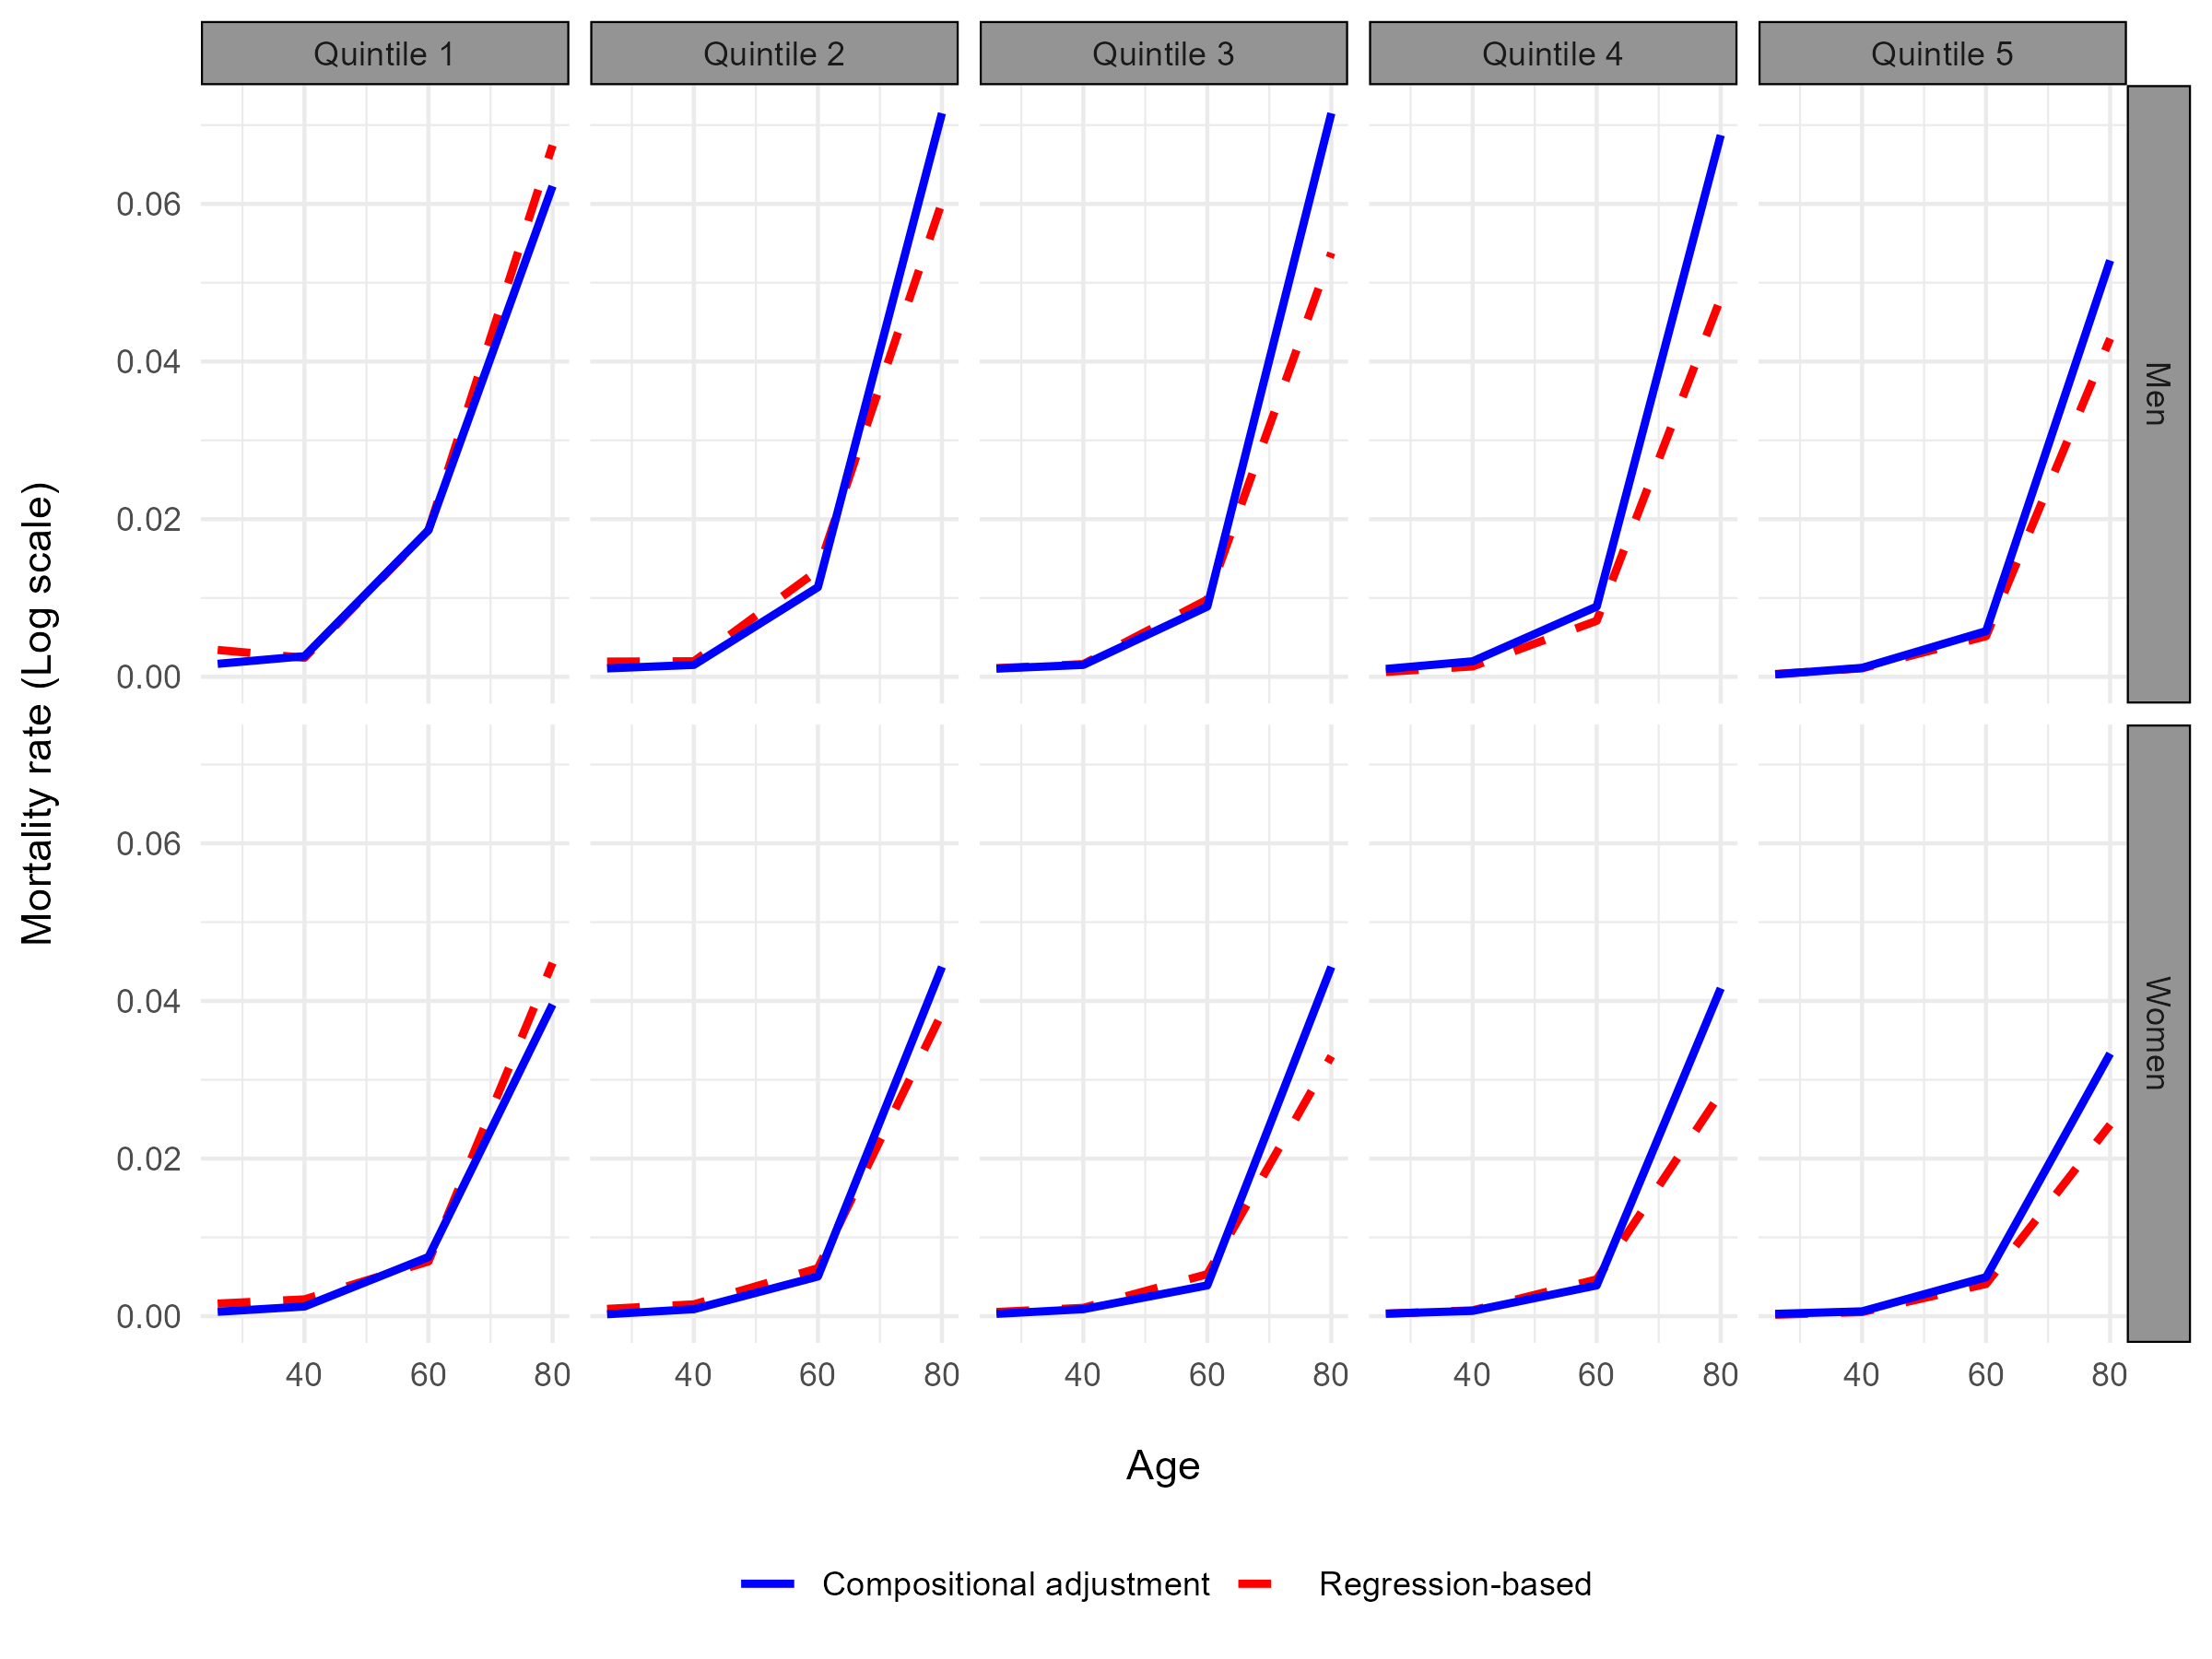 Quintile 1 Quintile 2 Quintile 3 Quintile 4 Quintile 5
Men
0.06
0.04
0.02
0.00
Mortality rate (Log scale)
Women
0.06
0.04
0.02
0.00
40 60 80 40 60 80 40 60 80 40 60 80 40 60 80
Age
Compositional adjustment Regression-based